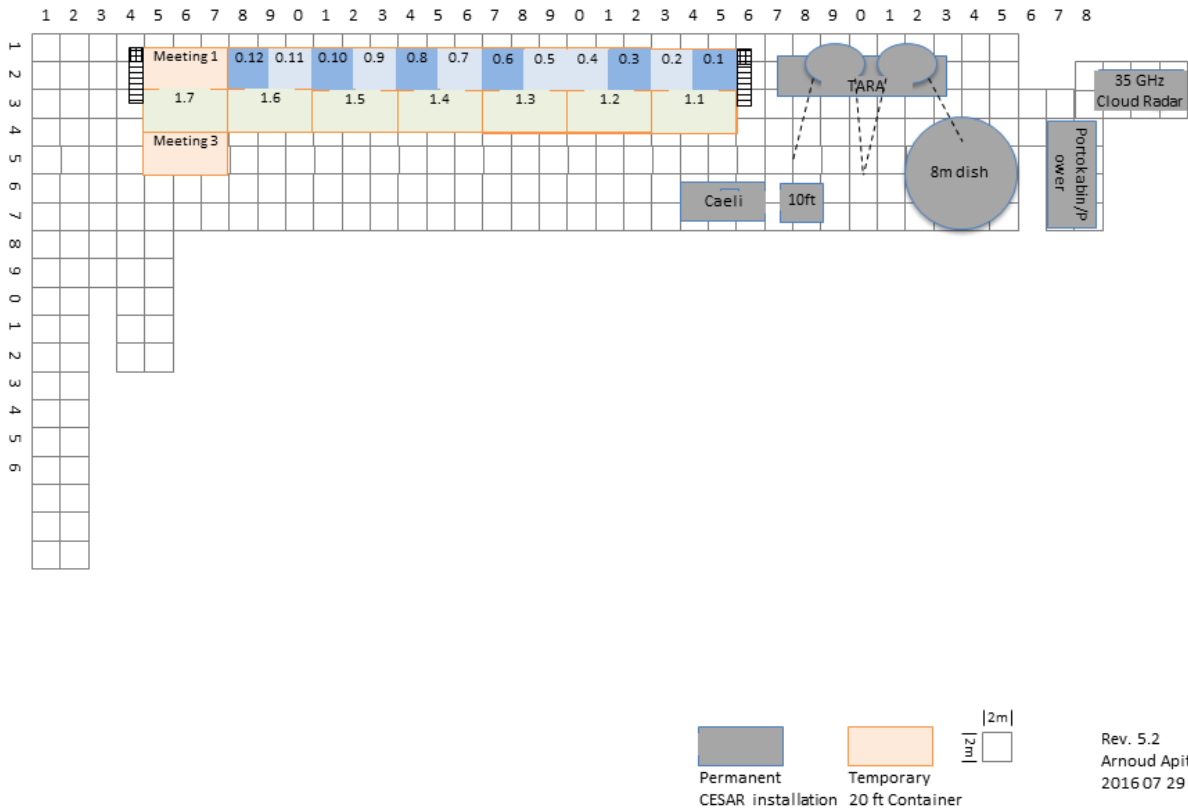 1 2 3 4 5 6 7 8 9 0 1 2 3 4 5 6 7 8 9 0 1 2 3 4 5 6 7 8 9 0 1 2 3 4 5 6 7 8
1
2
3
4
5
6
7
8
9
0
1
2
3
4
5
6
Meeting 1 0.12 0.11 0.10 0.9 0.8 0.7 0.6 0.5 0.4 0.3 0.2 0.1
1.7 1.6 1.5 1.4 1.3 1.2 1.1
Meeting 3
TARA
35 GHz
Cloud Radar
8m dish
Portokabin/P
ower
Caeli
10ft
Permanent
CESAR installation
Temporary
20 ft Container
|2m|
|2m|
Rev. 5.2
Arnoud Apit
2016 07 29